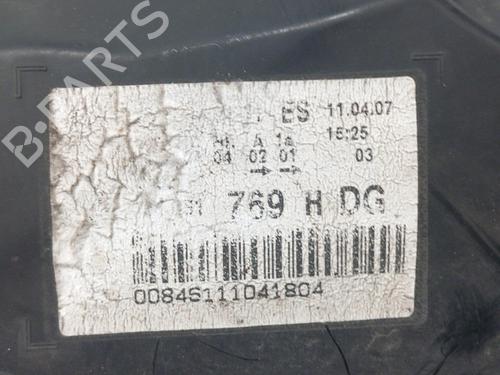 ES 11.04.07
A 1a 15:25
04 02 01 03
769 H DG
00846111041804
B-PARTS